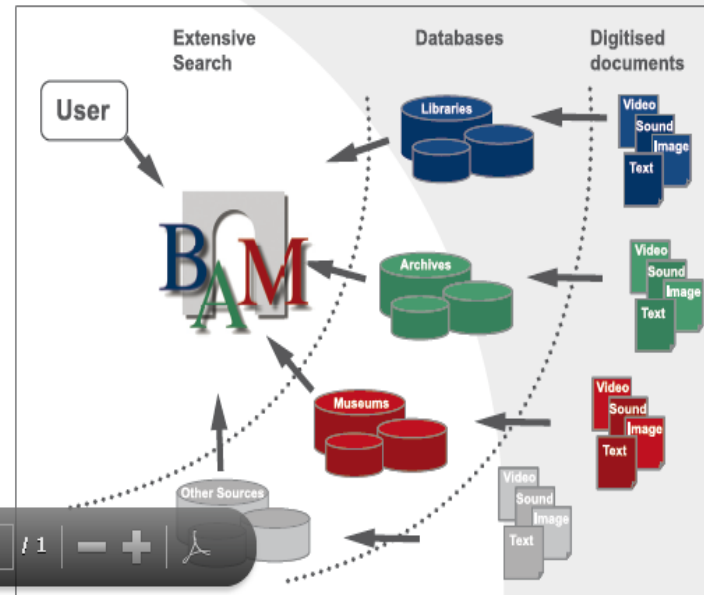 Extensive
Search
Databases
Digitised
documents
User
Libraries
Video
Sound
Image
Text
BAM
Archives
Video
Sound
Image
Text
Museums
Video
Sound
Image
Text
Other Sources
Video
Sound
Image
Text
/ 1